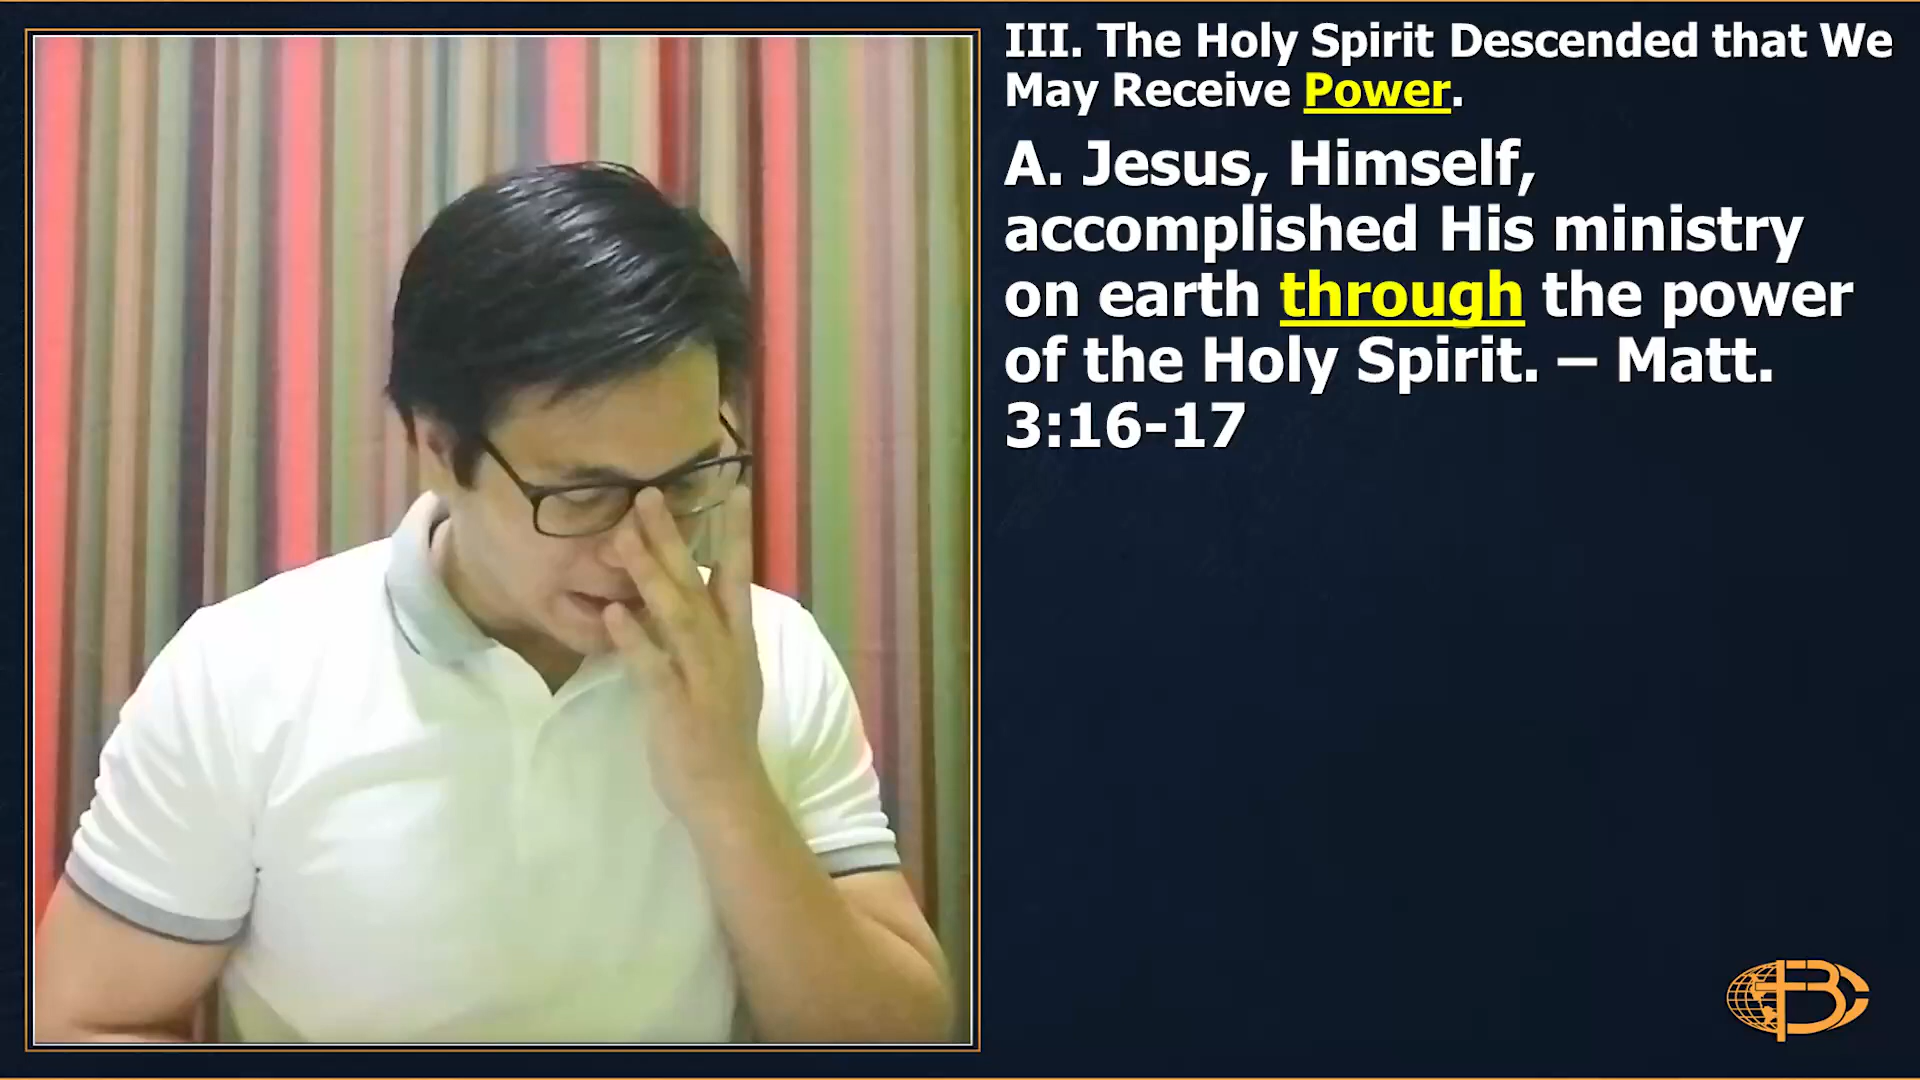 III. The Holy Spirit Descended that We
May Receive Power.
A. Jesus, Himself,
accomplished His ministry
on earth through the power
of the Holy Spirit. – Matt.
3:16-17